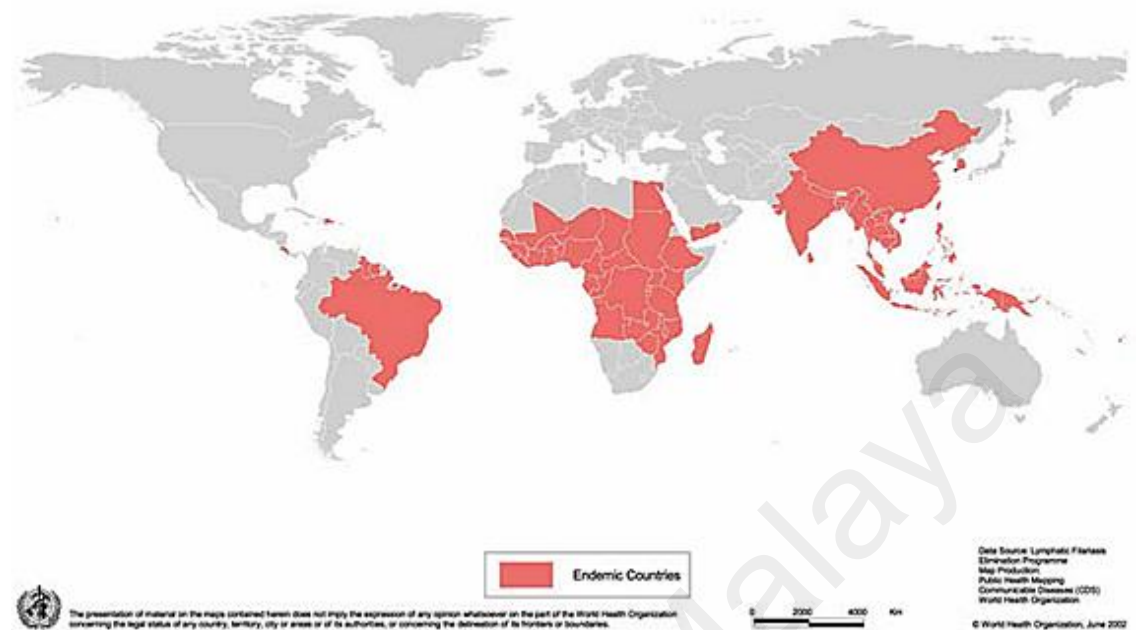 Malaya
Endemic Countries
Data Source: Lymphatic Filariasis
Elimination Programme
Map Production:
Public Health Mapping
Communicable Diseases (CDS)
World Health Organization
The presentation of material on the maps contained herein does not imply the expression of any opinion whatsoever on the part of the World Health Organization
concerning the legal status of any country, territory, city or areas or of its authorities, or concerning the delineation of its frontiers or boundaries.
0 2000 4000 Km
© World Health Organization, June 2002